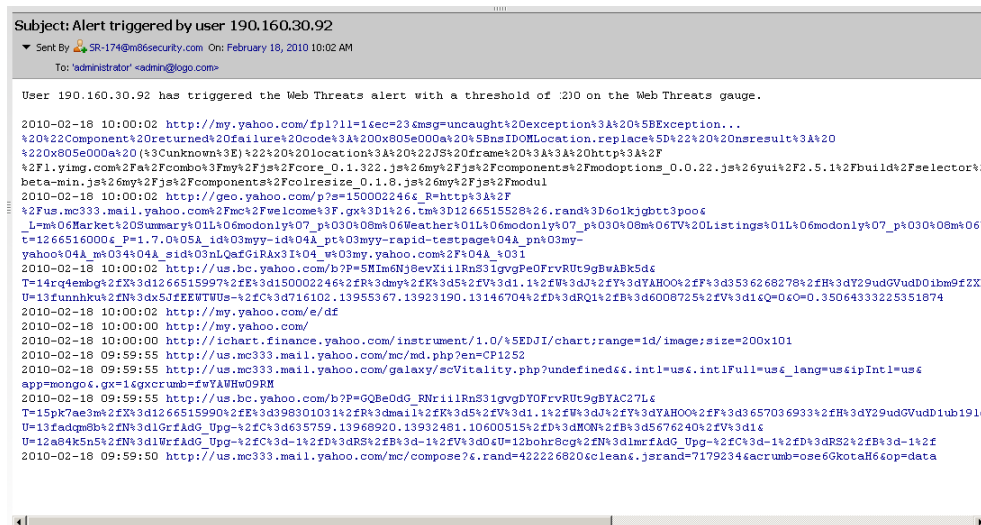 Subject: Alert triggered by user 190.160.30.92
Sent By SR-174@m86security.com On: February 18, 2010 10:02 AM
To: 'administrator' <admin@logo.com>
User 190.160.30.92 has triggered the Web Threats alert with a threshold of 200 on the Web Threats gauge.
2010-02-18 10:00:02 http://my.yahoo.com/fpl?ll=1&ec=23&msg=uncaught%20exception%3A%20%5BException...
%20%22Component%20returned%20failure%20code%3A%200x805e000a%20%5BnsIDOMLocation.replace%5D%22%20%20nsresult%3A%20
%220x805e000a%20(%3Cunknown%3E)%22%20%20location%3A%20%22JS%20frame%20%3A%3A%20http%3A%2F
%2Fl.yimg.com%2Fa%2Fcombo%3Fmy%2Fjs%2Fcore_0.1.322.js%26my%2Fjs%2Fcomponents%2Fmodoptions_0.0.22.js%26yui%2F2.5.1%2Fbuild%2Fselector%
beta-min.js%26my%2Fjs%2Fcomponents%2Fcolresize_0.1.8.js%26my%2Fjs%2Fmodul
2010-02-18 10:00:02 http://geo.yahoo.com/p?s=150002246&_R=http%3A%2F
%2Fus.mc333.mail.yahoo.com%2Fmc%2Fwelcome%3F.gx%3D1%26.tm%3D1266515528%26.rand%3D6o1kjgbtt3poo&
_L=m%06Market%20Summary%01L%06modonly%07_p%030%08m%06Weather%01L%06modonly%07_p%030%08m%06TV%20Listings%01L%06modonly%07_p%030%08m%06
t=1266516000&_P=1.7.0%05A_id%03myy-id%04A_pt%03myy-rapid-testpage%04A_pn%03my-
yahoo%04A_m%034%04A_sid%03nLQafGiRAx3I%04_w%03my.yahoo.com%2F%04A_%031
2010-02-18 10:00:02 http://us.bc.yahoo.com/b?P=5MIm6Nj8evXiilRnS31gvgPeOFrvRUt9gBwABk5d&
T=14rq4embg%2fX%3d1266515997%2fE%3d150002246%2fR%3dmy%2fK%3d5%2fV%3d1.1%2fW%3dJ%2fY%3dYAHOO%2fF%3d3536268278%2fH%3dY29udGVudD0ibm9fZX
U=13funnhku%2fN%3dx5JfEEWTWUs-%2fC%3d716102.13955367.13923190.13146704%2fD%3dRQ1%2fB%3d6008725%2fV%3d1&Q=0&O=0.35064333225351874
2010-02-18 10:00:02 http://my.yahoo.com/e/df
2010-02-18 10:00:00 http://my.yahoo.com/
2010-02-18 10:00:00 http://ichart.finance.yahoo.com/instrument/1.0/%5EDJI/chart;range=1d/image;size=200x101
2010-02-18 09:59:55 http://us.mc333.mail.yahoo.com/mc/md.php?en=CP1252
2010-02-18 09:59:55 http://us.mc333.mail.yahoo.com/galaxy/scVitality.php?undefined&&.intl=us&.intlFull=us&_lang=us&ipIntl=us&
app=mongo&.gx=1&gxcrumb=fwYAWHwO9RM
2010-02-18 09:59:55 http://us.bc.yahoo.com/b?P=GQBeOdG_RNriilRnS31gvgDYOFrvRUt9gBYAC27L&
T=15pk7ae3m%2fX%3d1266515990%2fE%3d398301031%2fR%3dmail%2fK%3d5%2fV%3d1.1%2fW%3dJ%2fY%3dYAHOO%2fF%3d3657036933%2fH%3dY29udGVudD1ub19l
U=13fadqm8b%2fN%3dlGrfAdG_Upg-%2fC%3d635759.13968920.13932481.10600515%2fD%3dMON%2fB%3d5676240%2fV%3d1&
U=12a84k5n5%2fN%3dlWrfAdG_Upg-%2fC%3d-1%2fD%3dRS%2fB%3d-1%2fV%3d0&U=12bohr8cg%2fN%3dlmrfAdG_Upg-%2fC%3d-1%2fD%3dRS2%2fB%3d-1%2f
2010-02-18 09:59:50 http://us.mc333.mail.yahoo.com/mc/compose?&.rand=422226820&clean&.jsrand=7179234&acrumb=ose6GkotaH6&op=data